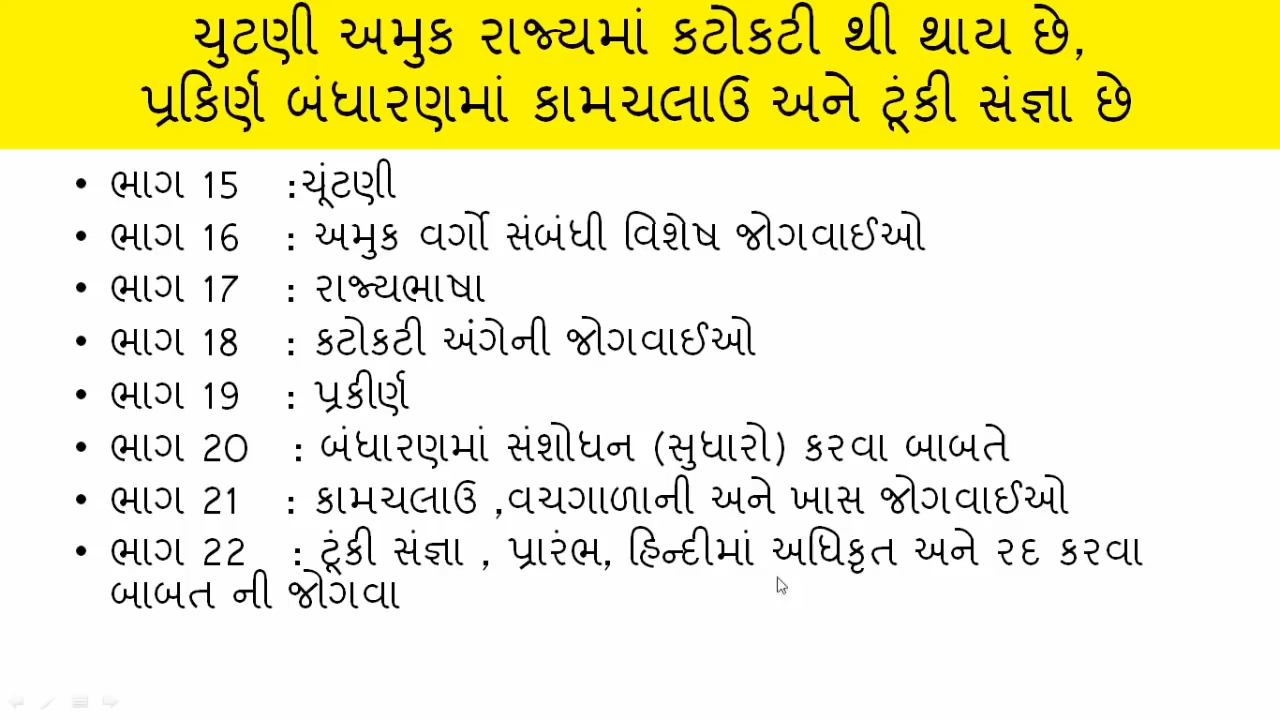 ચુટણી અમુક રાજ્યમાં કટોકટી થી થાય છે,
પ્રકિર્ણ બંધારણમાં કામચલાઉ અને ટૂંકી સંજ્ઞા છે
• ભાગ 15 :ચૂંટણી
• ભાગ 16 : અમુક વર્ગો સંબંધી વિશેષ જોગવાઈઓ
• ભાગ 17 : રાજ્યભાષા
• ભાગ 18 : કટોકટી અંગેની જોગવાઈઓ
• ભાગ 19 : પ્રકીર્ણ
• ભાગ 20 : બંધારણમાં સંશોધન (સુધારો) કરવા બાબતે
• ભાગ 21 : કામચલાઉ ,વચગાળાની અને ખાસ જોગવાઈઓ
• ભાગ 22 : ટૂંકી સંજ્ઞા , પ્રારંભ, હિન્દીમાં અધિકૃત અને રદ કરવા
બાબત ની જોગવા